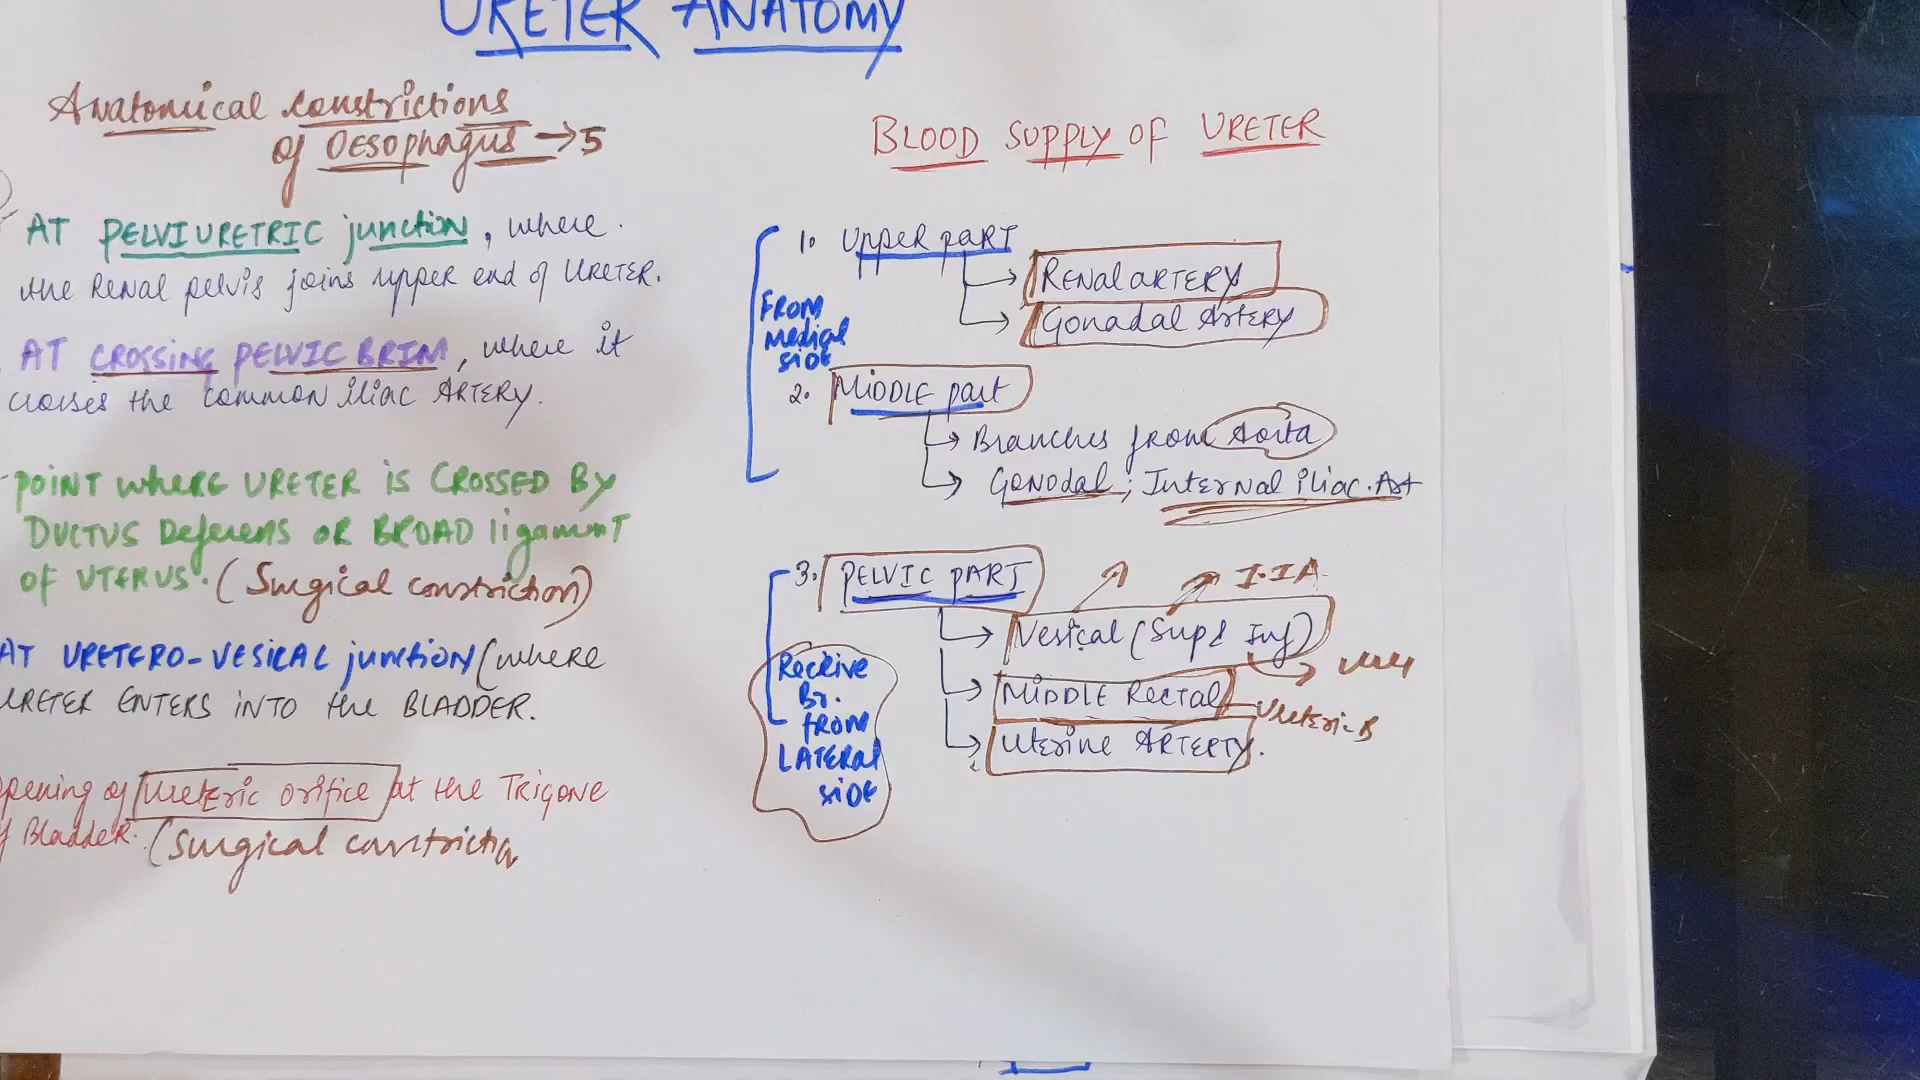 URETER ANATOMY
Anatomical constrictions
of Oesophagus → 5
AT PELVIURETRIC junction, where
the Renal pelvis joins upper end of URETER.
AT CROSSING PELVIC BRIM, where it
crosses the common iliac ARTERY.
POINT WHERE URETER iS CROSSED BY
DUCTUS Deferens OR BROAD ligament
OF UTERUS. (Surgical constriction)
AT URETERO-VESICAL junction (where
URETER ENTERS INTO the BLADDER.
opening of Ureteric orifice at the TRIGONE
of BladdeR. (Surgical constriction
BLOOD SUPPLY OF URETER
1. Upper PART
→ RENal ARTERY
→ Gonadal ARTERY
FROM
Medial
SiDE
2. MiDDLE part
→ Branches from Aorta
→ Gonodal; Internal iliac. Art
3. PELVIC PART
I.I.A
→ Vesical (Sup & Inf)
→ MiDDLE Rectal
Ureteri-B
→ Uterine ARTERTY.
Receive
Br.
from
LATERal
siDE